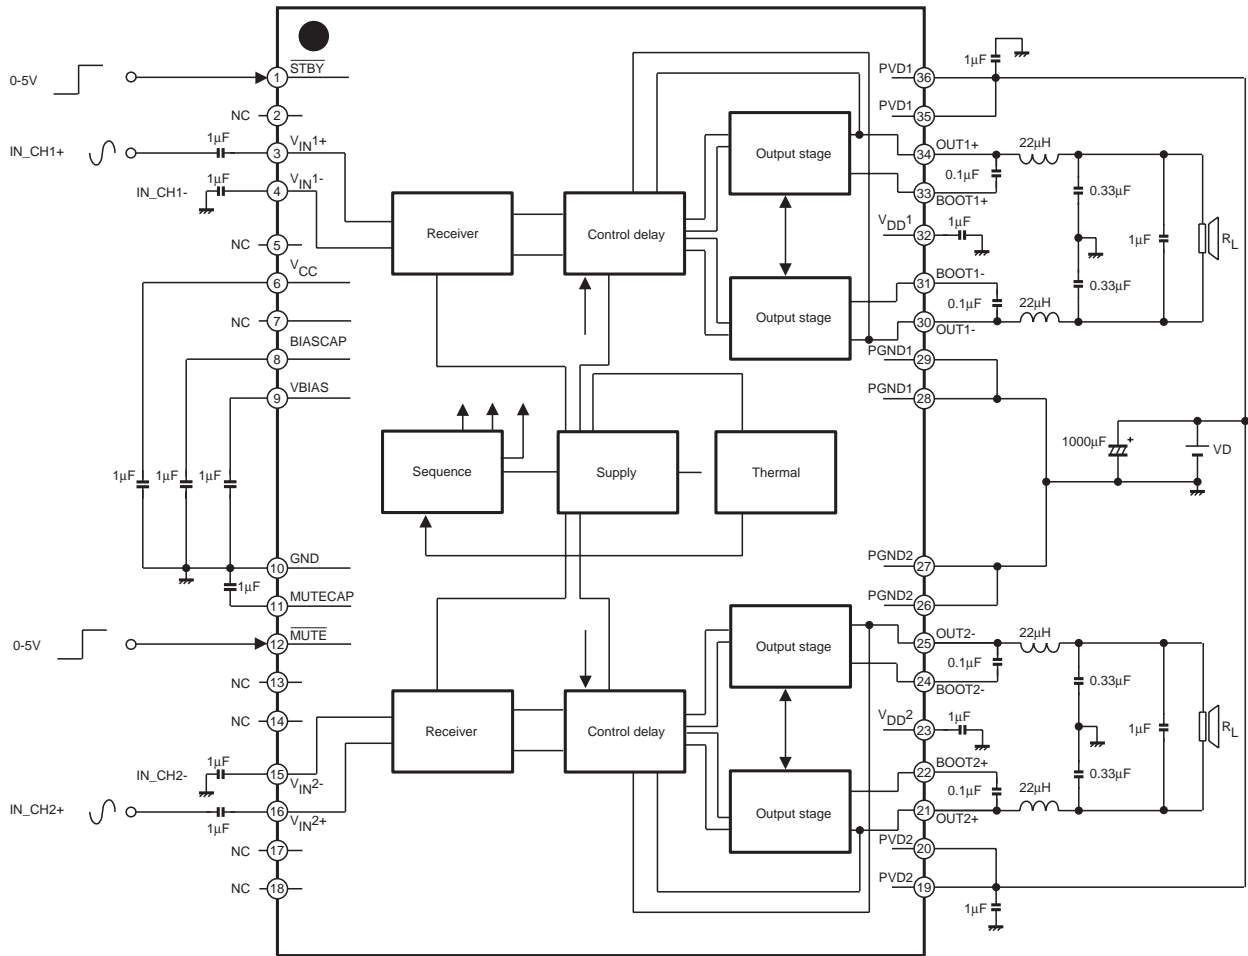 0-5V
1
STBY
NC
2
1µF
IN_CH1+
3
VIN1+
1µF
IN_CH1-
4
VIN1-
NC
5
VCC
6
NC
7
BIASCAP
8
VBIAS
9
1µF
1µF
1µF
GND
10
1µF
MUTECAP
11
MUTE
0-5V
12
NC
13
NC
14
1µF
IN_CH2-
15
VIN2-
IN_CH2+
16
VIN2+
1µF
NC
17
NC
18
Receiver
Control delay
Output stage
Output stage
Sequence
Supply
Thermal
Receiver
Control delay
Output stage
Output stage
1µF
PVD1
36
PVD1
35
OUT1+
34
22µH
0.1µF
33
BOOT1+
0.33µF
VDD1
32
1µF
1µF
RL
BOOT1-
31
0.33µF
0.1µF
22µH
30
OUT1-
PGND1
29
PGND1
28
1000µF
+
VD
PGND2
27
PGND2
26
OUT2-
25
22µH
0.1µF
24
BOOT2-
0.33µF
VDD2
23
1µF
1µF
RL
BOOT2+
22
0.33µF
0.1µF
22µH
21
OUT2+
PVD2
20
PVD2
19
1µF